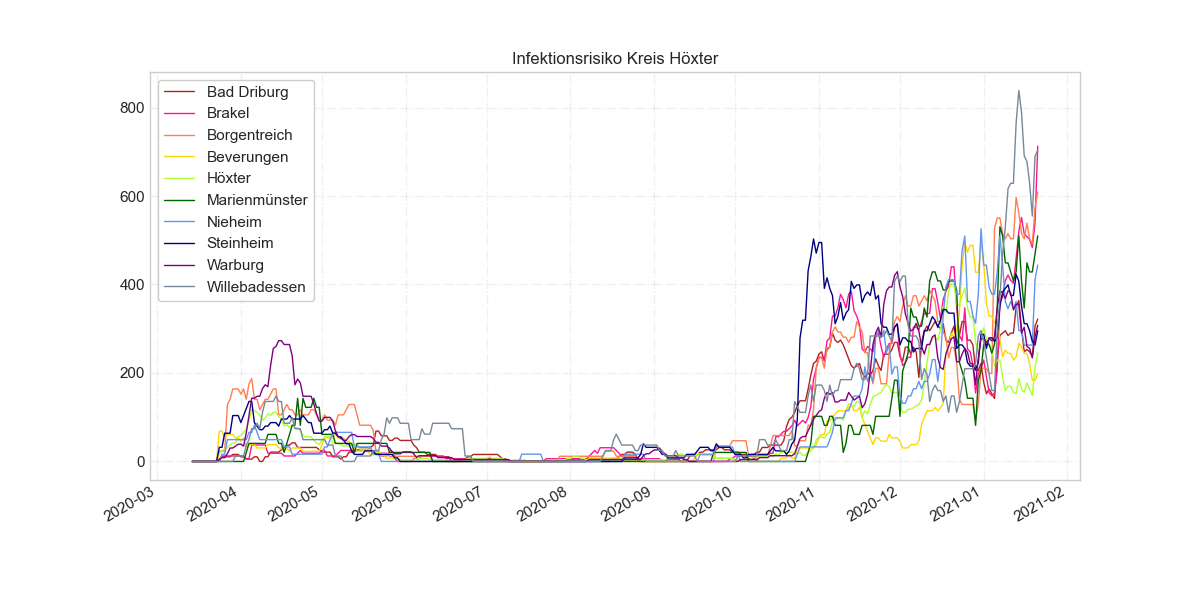 Infektionsrisiko Kreis Höxter
800
600
400
200
0
Bad Driburg
Brakel
Borgentreich
Beverungen
Höxter
Marienmünster
Nieheim
Steinheim
Warburg
Willebadessen
2020-03
2020-04
2020-05
2020-06
2020-07
2020-08
2020-09
2020-10
2020-11
2020-12
2021-01
2021-02